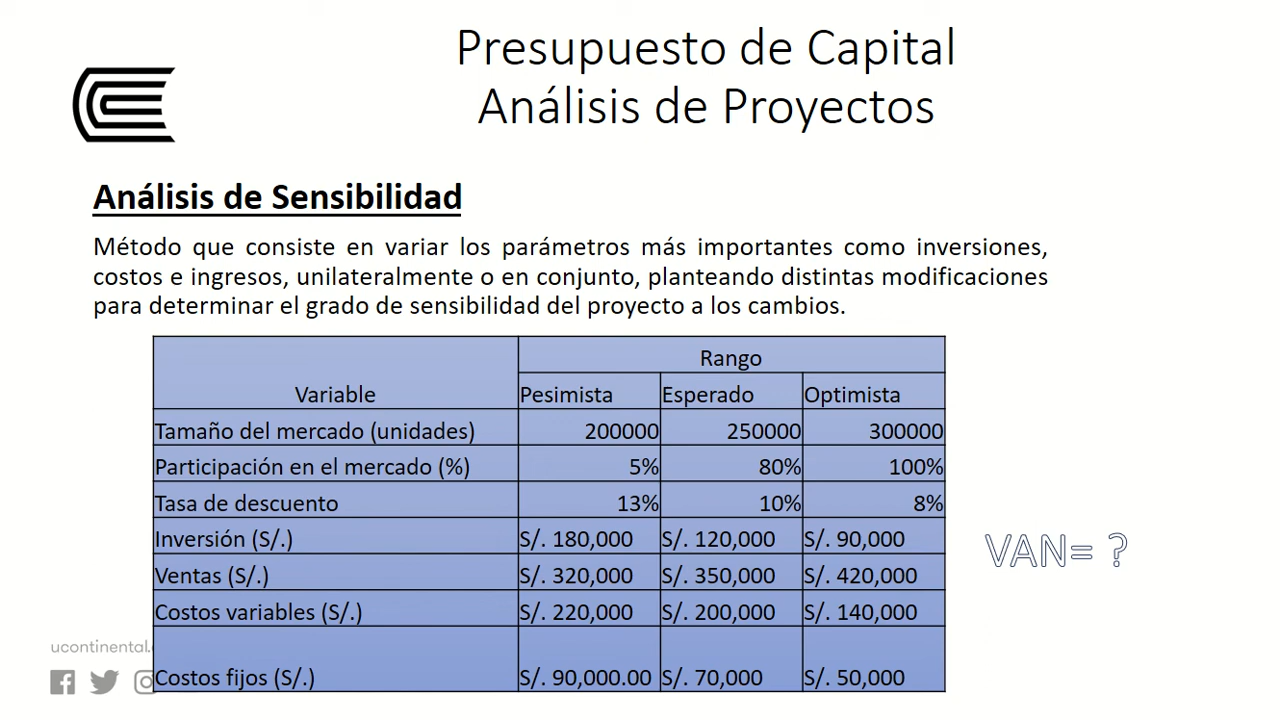 Presupuesto de Capital
Análisis de Proyectos
Análisis de Sensibilidad
Método que consiste en variar los parámetros más importantes como inversiones,
costos e ingresos, unilateralmente o en conjunto, planteando distintas modificaciones
para determinar el grado de sensibilidad del proyecto a los cambios.
Rango
Variable Pesimista Esperado Optimista
Tamaño del mercado (unidades) 200000 250000 300000
Participación en el mercado (%) 5% 80% 100%
Tasa de descuento 13% 10% 8%
Inversión (S/.) S/. 180,000 S/. 120,000 S/. 90,000
VAN= ?
Ventas (S/.) S/. 320,000 S/. 350,000 S/. 420,000
Costos variables (S/.) S/. 220,000 S/. 200,000 S/. 140,000
ucontinental.
Costos fijos (S/.) S/. 90,000.00 S/. 70,000 S/. 50,000